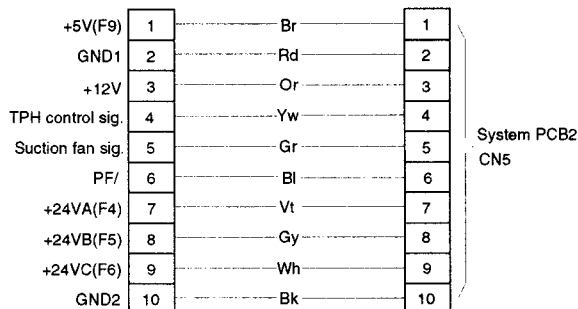 +5V(F9) 1 Br 1
GND1 2 Rd 2
+12V 3 Or 3
TPH control sig. 4 Yw 4
Suction fan sig. 5 Gr 5
PF/ 6 Bl 6
+24VA(F4) 7 Vt 7
+24VB(F5) 8 Gy 8
+24VC(F6) 9 Wh 9
GND2 10 Bk 10
System PCB2
CN5